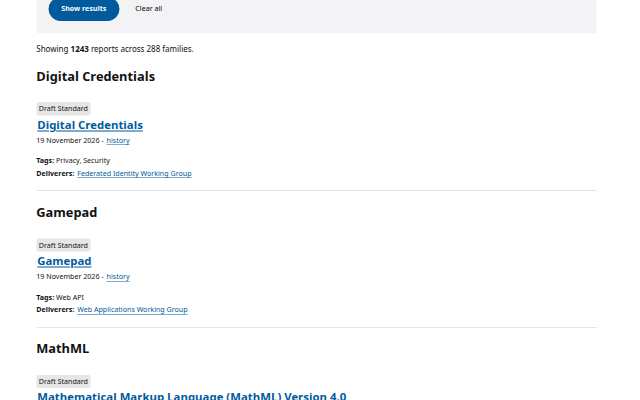 Show results
Clear all
Showing 1243 reports across 288 families.
Digital Credentials
Draft Standard
Digital Credentials
19 November 2026 - history
Tags: Privacy, Security
Deliverers: Federated Identity Working Group
Gamepad
Draft Standard
Gamepad
19 November 2026 - history
Tags: Web API
Deliverers: Web Applications Working Group
MathML
Draft Standard
Mathematical Markup Language (MathML) Version 4.0